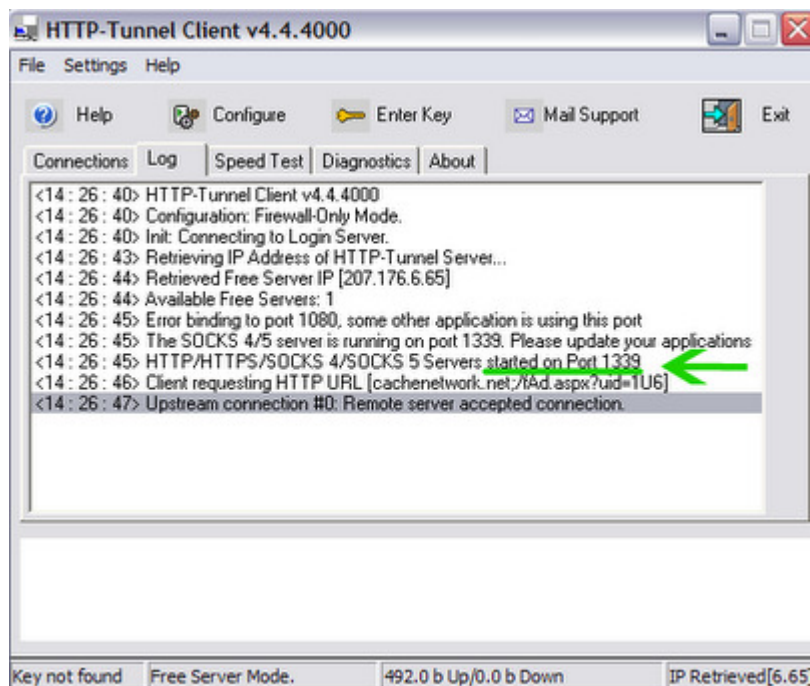 HTTP-Tunnel Client v4.4.4000
File Settings Help
Help Configure Enter Key Mail Support Exit
Connections Log Speed Test Diagnostics About
<14 : 26 : 40> HTTP-Tunnel Client v4.4.4000
<14 : 26 : 40> Configuration: Firewall-Only Mode.
<14 : 26 : 40> Init: Connecting to Login Server.
<14 : 26 : 43> Retrieving IP Address of HTTP-Tunnel Server...
<14 : 26 : 44> Retrieved Free Server IP [207.176.6.65]
<14 : 26 : 44> Available Free Servers: 1
<14 : 26 : 45> Error binding to port 1080, some other application is using this port
<14 : 26 : 45> The SOCKS 4/5 server is running on port 1339. Please update your applications
<14 : 26 : 45> HTTP/HTTPS/SOCKS 4/SOCKS 5 Servers started on Port 1339
<14 : 26 : 46> Client requesting HTTP URL [cachenetwork.net;/fAd.aspx?uid=1U6]
<14 : 26 : 47> Upstream connection #0: Remote server accepted connection.
Key not found Free Server Mode. 492.0 b Up/0.0 b Down IP Retrieved[6.65